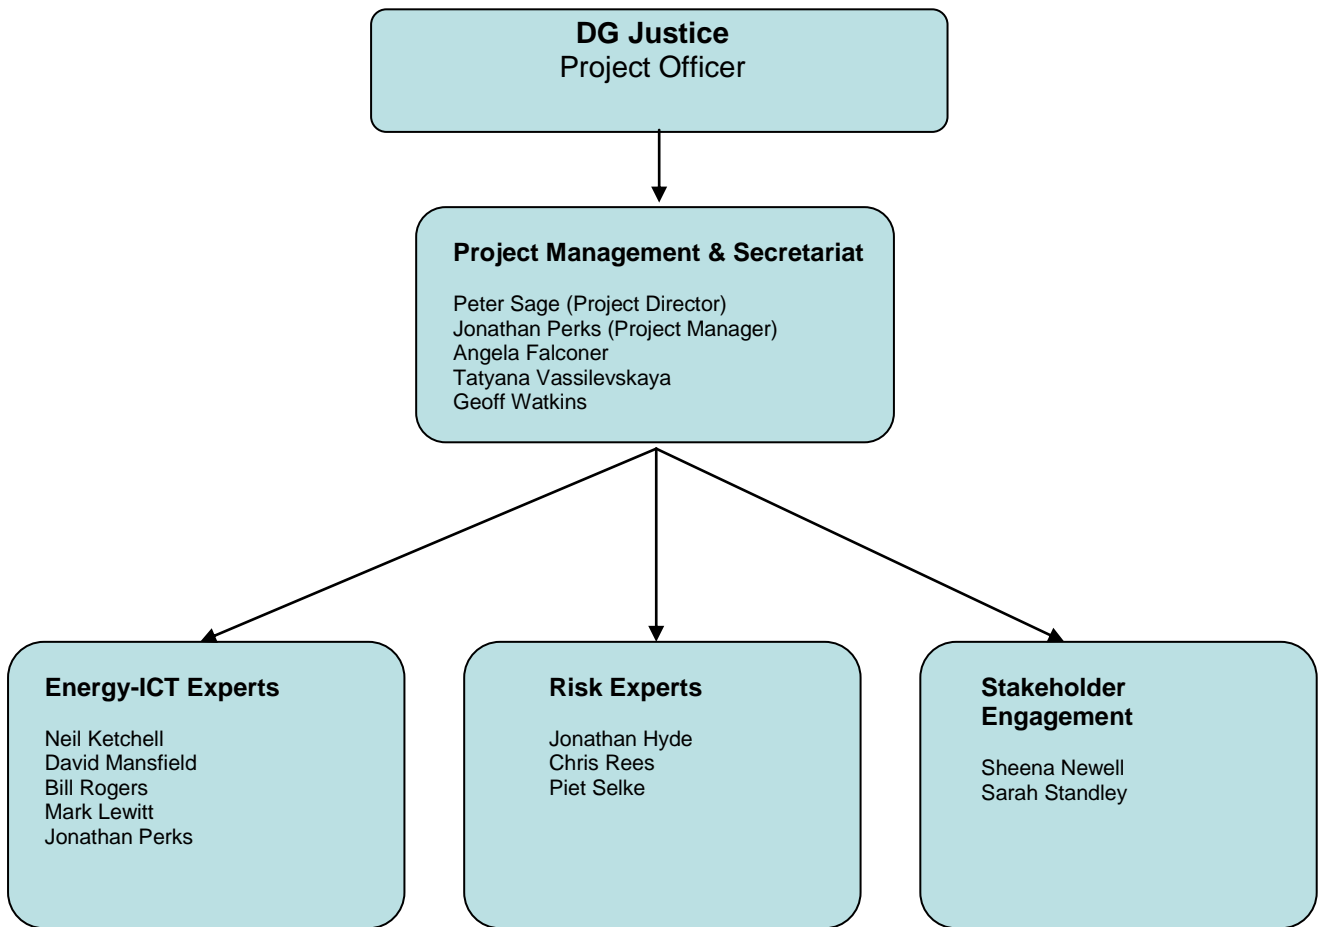 DG Justice
Project Officer
Project Management & Secretariat
Peter Sage (Project Director)
Jonathan Perks (Project Manager)
Angela Falconer
Tatyana Vassilevskaya
Geoff Watkins
Energy-ICT Experts
Neil Ketchell
David Mansfield
Bill Rogers
Mark Lewitt
Jonathan Perks
Risk Experts
Jonathan Hyde
Chris Rees
Piet Selke
Stakeholder
Engagement
Sheena Newell
Sarah Standley